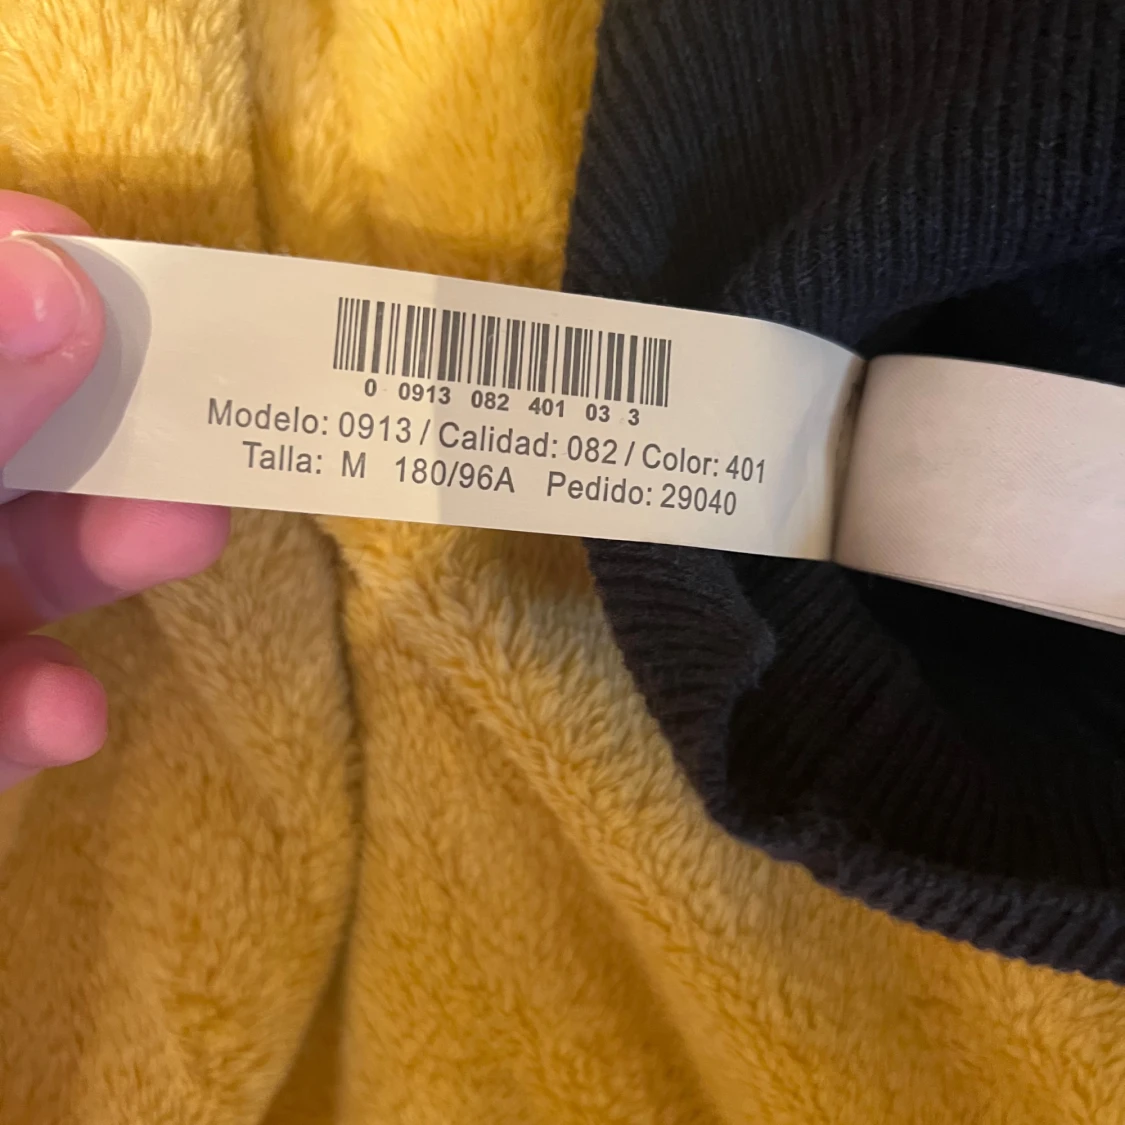 0 0913 082 401 03 3
Modelo: 0913 / Calidad: 082 / Color: 401
Talla: M 180/96A Pedido: 29040